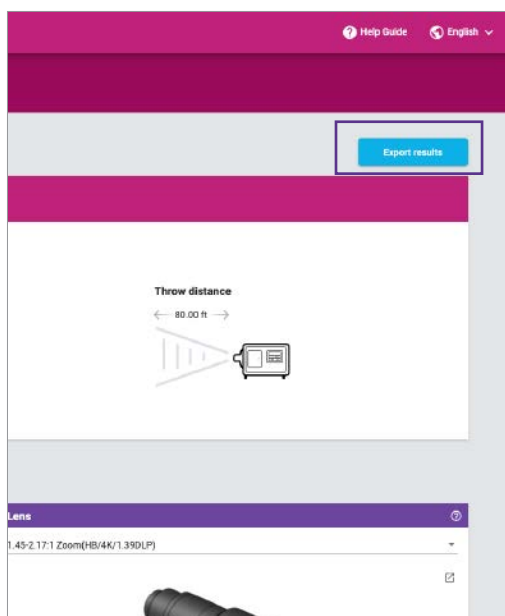 Help Guide
English
Export results
Throw distance
80.00 ft
Lens
1.45-2.17:1 Zoom(HB/4K/1.39DLP)